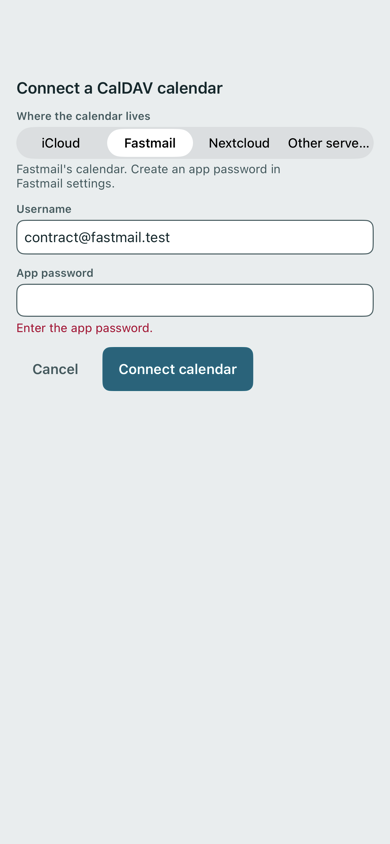 Connect a CalDAV calendar
Where the calendar lives
iCloud
Fastmail
Nextcloud
Other serve...
Fastmail's calendar. Create an app password in
Fastmail settings.
Username
contract@fastmail.test
App password
Enter the app password.
Cancel
Connect calendar